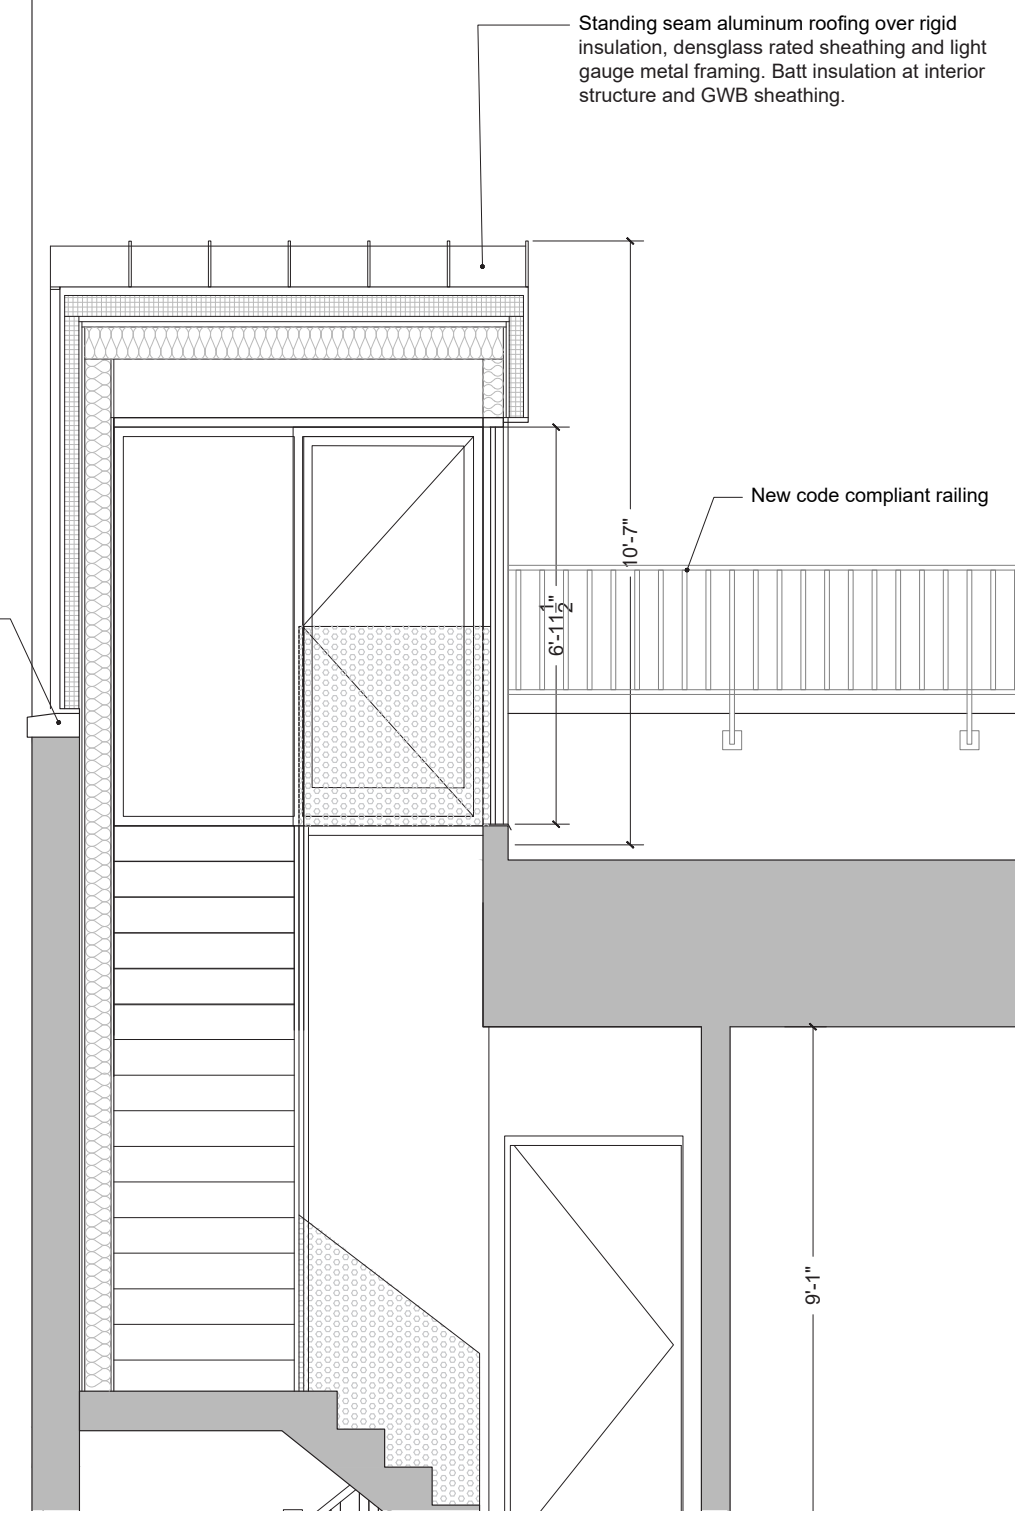 Standing seam aluminum roofing over rigid
insulation, densglass rated sheathing and light
gauge metal framing. Batt insulation at interior
structure and GWB sheathing.
New code compliant railing
10'-7"
6'-11 1/2"
9'-1"